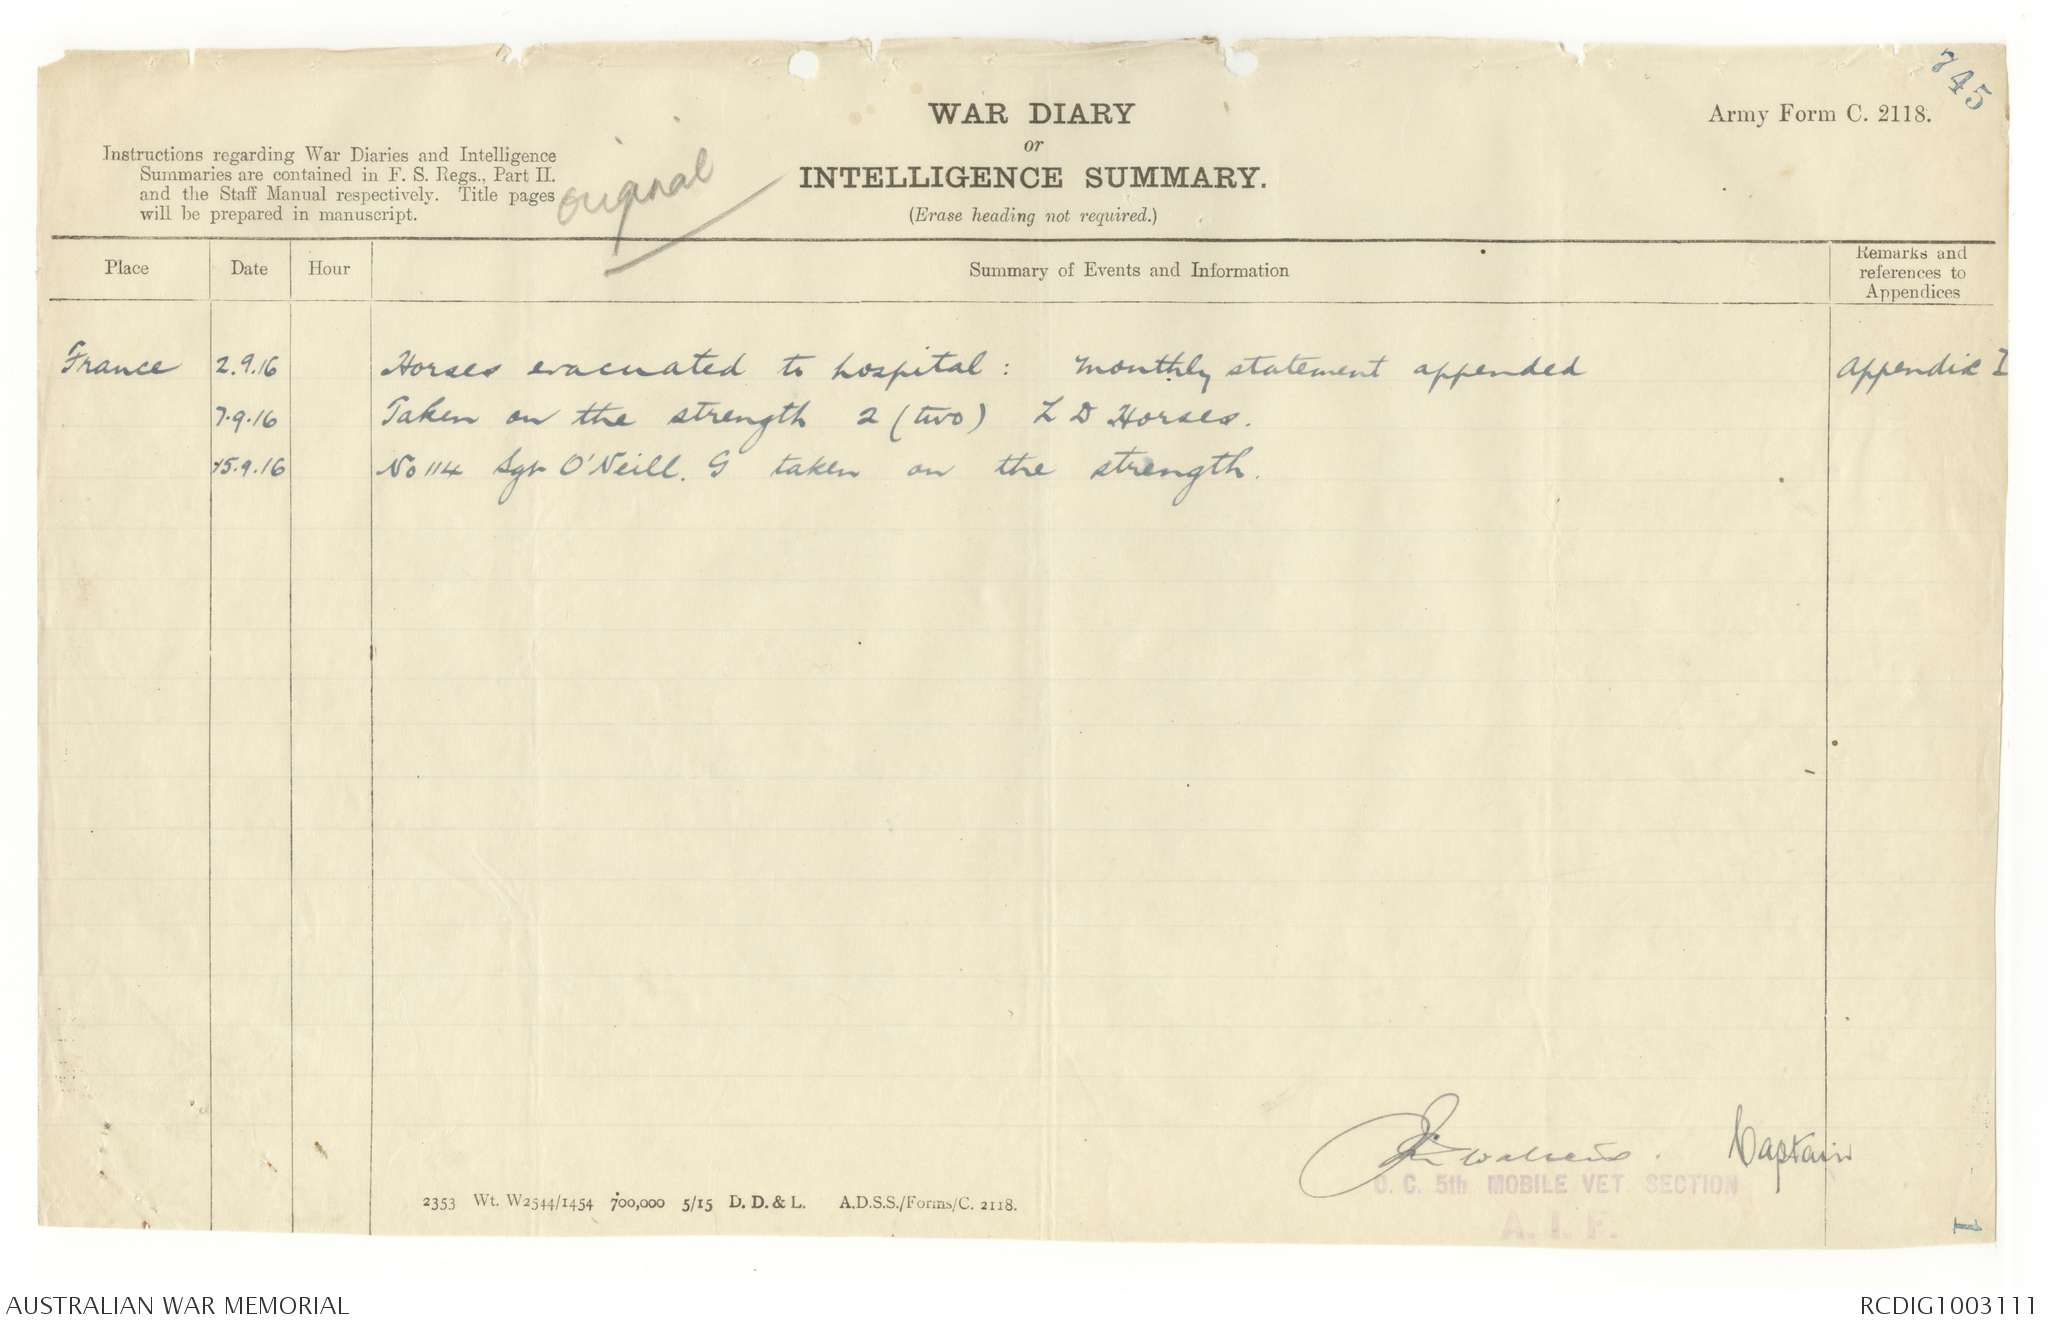 745
WAR DIARY
or
INTELLIGENCE SUMMARY.
(Erase heading not required.)
Army Form C. 2118.
Instructions regarding War Diaries and Intelligence
Summaries are contained in F. S. Regs., Part II.
and the Staff Manual respectively. Title pages
will be prepared in manuscript.
Original
Place Date Hour Summary of Events and Information Remarks and
references to
Appendices
France 2.9.16 Horses evacuated to hospital : Monthly statement appended Appendix I
7.9.16 Taken on the strength 2 (two) L D Horses.
15.9.16 No 114 Sgt O'Neill. G taken on the strength.
Captain
O. C. 5th MOBILE VET SECTION
A. I. F.
2353 Wt. W2544/1454 700,000 5/15 D. D. & L. A.D.S.S./Forms/C. 2118.
1
AUSTRALIAN WAR MEMORIAL
RCDIG1003111